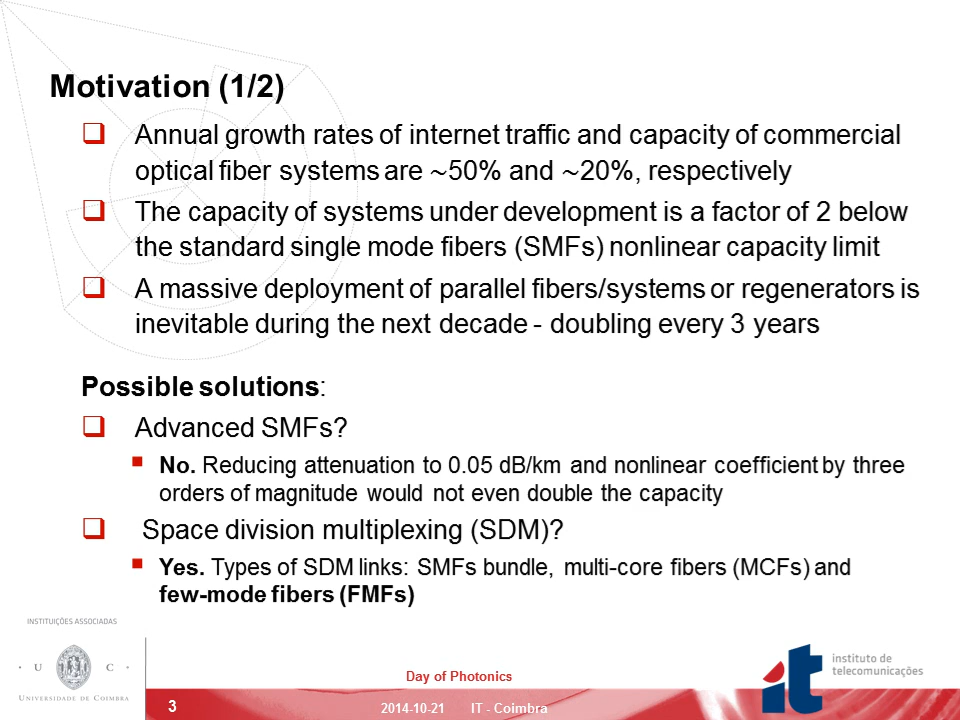 Motivation (1/2)
Annual growth rates of internet traffic and capacity of commercial
optical fiber systems are ~50% and ~20%, respectively
The capacity of systems under development is a factor of 2 below
the standard single mode fibers (SMFs) nonlinear capacity limit
A massive deployment of parallel fibers/systems or regenerators is
inevitable during the next decade - doubling every 3 years
Possible solutions:
Advanced SMFs?
No. Reducing attenuation to 0.05 dB/km and nonlinear coefficient by three
orders of magnitude would not even double the capacity
Space division multiplexing (SDM)?
Yes. Types of SDM links: SMFs bundle, multi-core fibers (MCFs) and
few-mode fibers (FMFs)
INSTITUIÇÕES ASSOCIADAS
· U C ·
UNIVERSIDADE DE COIMBRA
Day of Photonics
3
2014-10-21 IT - Coimbra
it
instituto de
telecomunicações